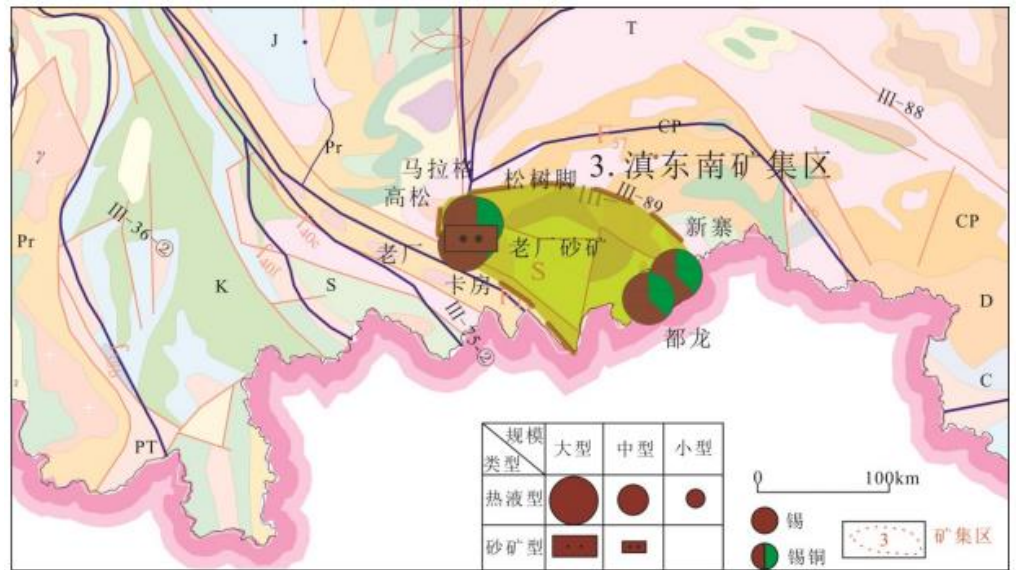 J
T
III-88
Pr
CP
3. 滇东南矿集区
马拉格
松树脚
高松
III-89
新寨
III-36-②
Pr
CP
老厂
老厂砂矿
S
K
S
卡房
III-75-②
都龙
D
C
PT
规模
类型
大型
中型
小型
热液型
砂矿型
0
100km
锡
锡铜
3
矿集区